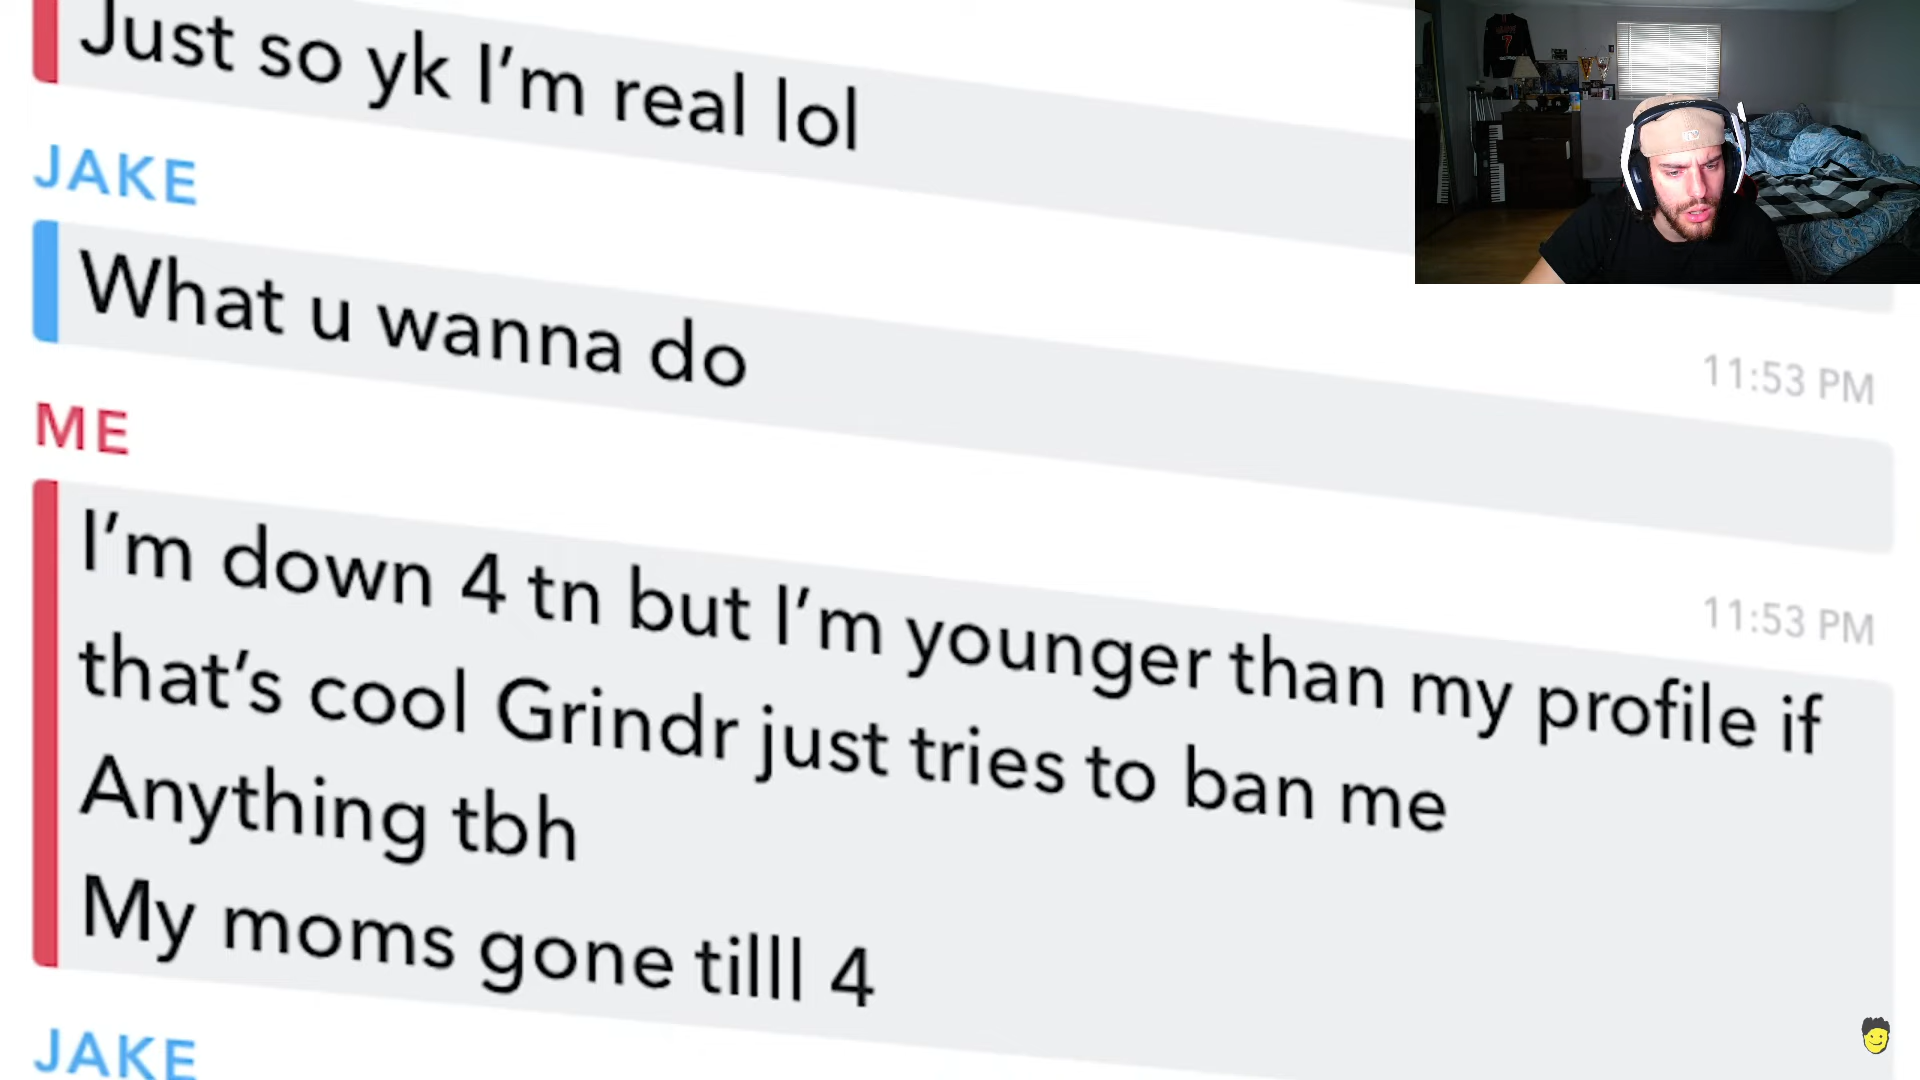 Just so yk I'm real lol
JAKE
What u wanna do
11:53 PM
ME
I'm down 4 tn but I'm younger than my profile if
that's cool Grindr just tries to ban me
Anything tbh
My moms gone tilll 4
11:53 PM
JAKE